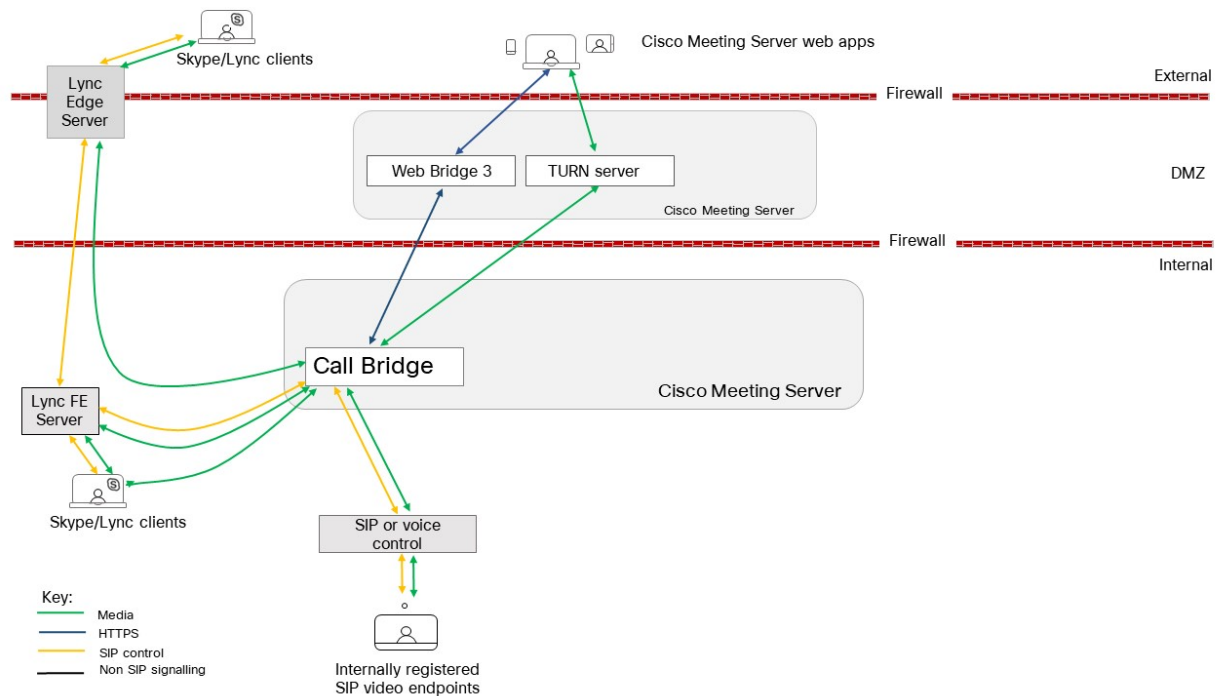 Skype/Lync clients
Cisco Meeting Server web apps
External
Lync
Edge
Server
Firewall
Web Bridge 3
TURN server
DMZ
Cisco Meeting Server
Firewall
Internal
Call Bridge
Cisco Meeting Server
Lync FE
Server
Skype/Lync clients
SIP or voice
control
Key:
Media
HTTPS
SIP control
Non SIP signalling
Internally registered
SIP video endpoints